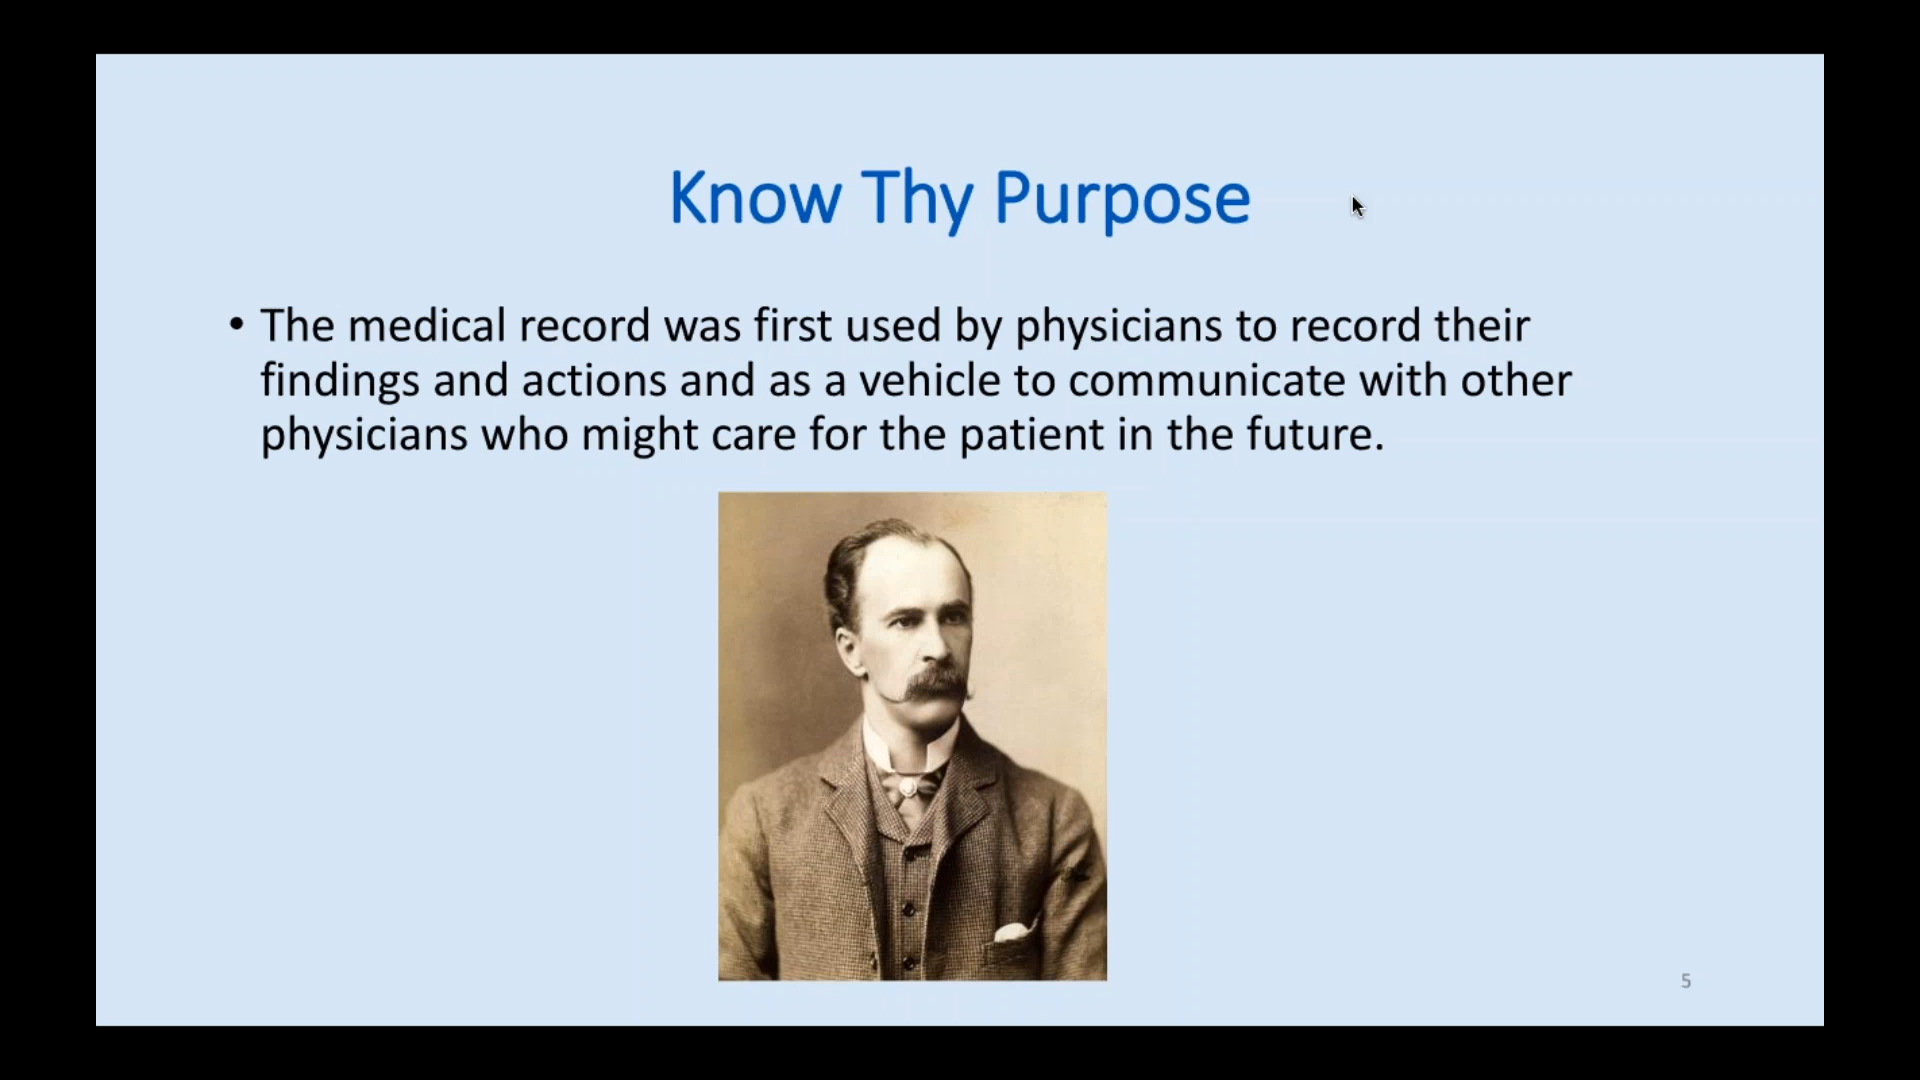 Know Thy Purpose
• The medical record was first used by physicians to record their
findings and actions and as a vehicle to communicate with other
physicians who might care for the patient in the future.
5